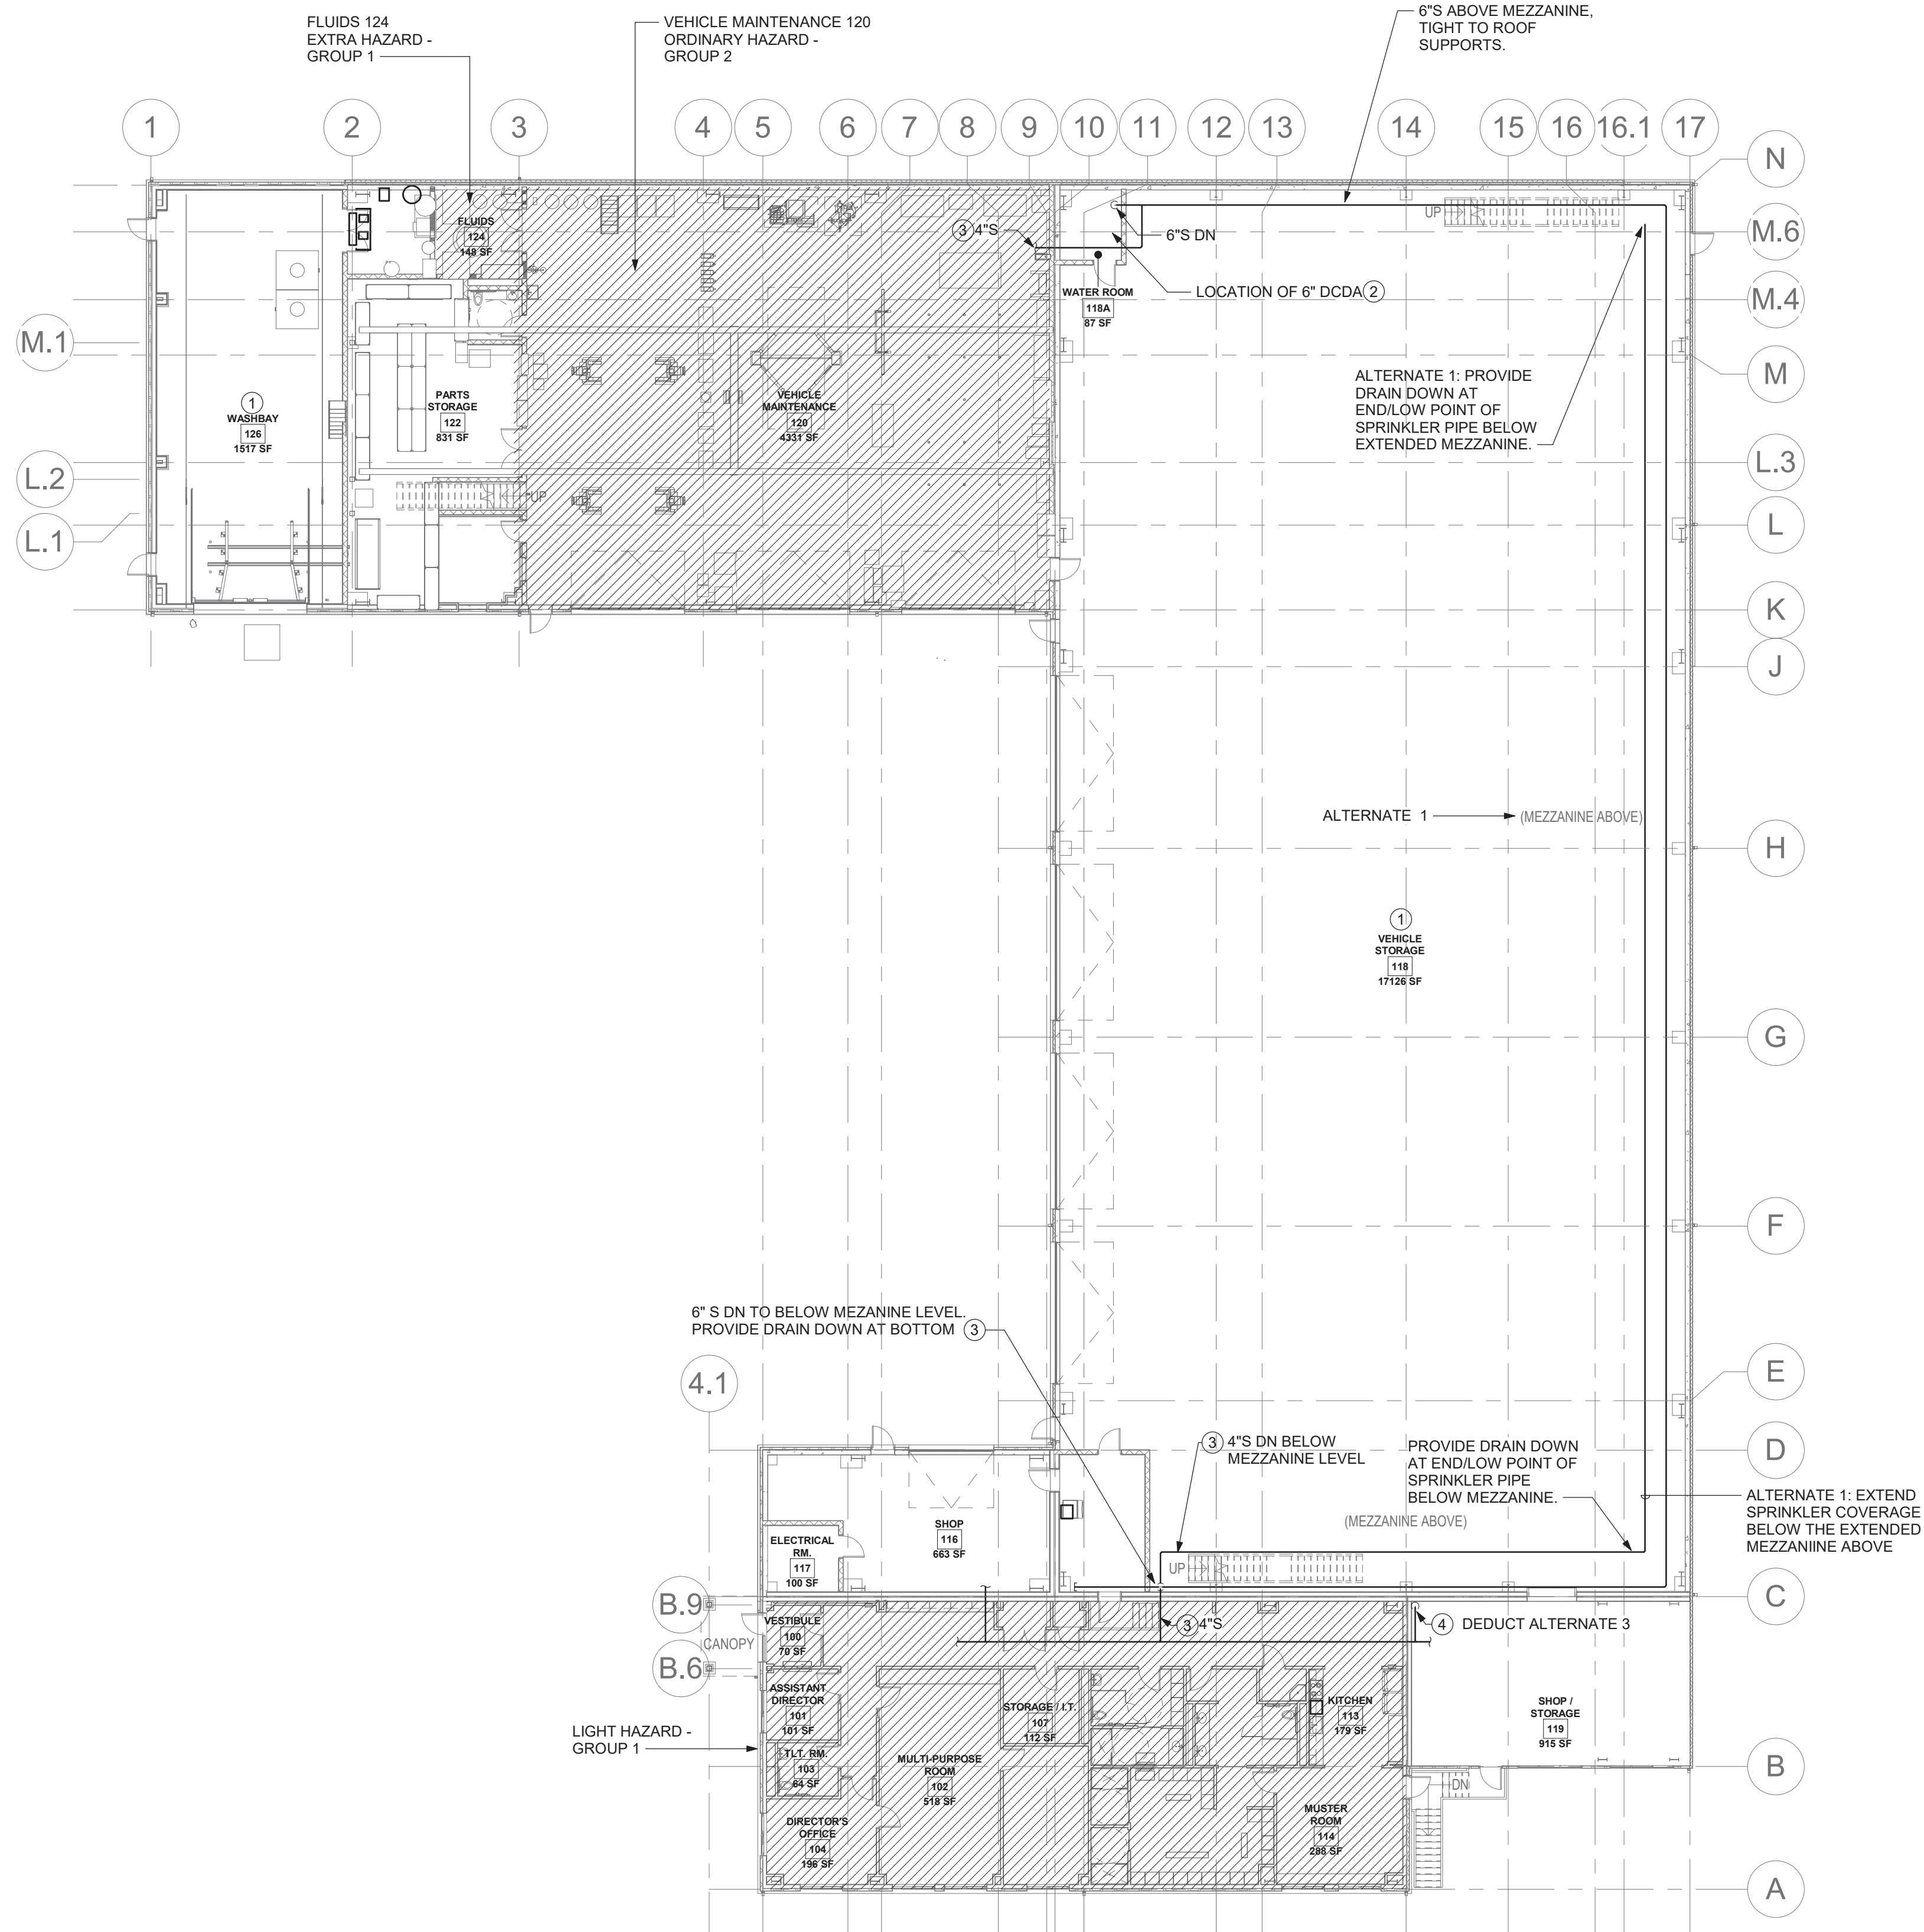 FLUIDS 124
EXTRA HAZARD -
GROUP 1
VEHICLE MAINTENANCE 120
ORDINARY HAZARD -
GROUP 2
6"S ABOVE MEZZANINE,
TIGHT TO ROOF
SUPPORTS.
1
2
3
4
5
6
7
8
9
10
11
12
13
14
15
16
16.1
17
N
M.6
M.4
M
L.3
L
K
J
H
G
F
E
D
C
B
A
M.1
L.2
L.1
4.1
B.9
B.6
FLUIDS
124
148 SF
3 4"S
6"S DN
UP
WATER ROOM
118A
87 SF
LOCATION OF 6" DCDA 2
1
WASHBAY
126
1517 SF
PARTS
STORAGE
122
831 SF
VEHICLE
MAINTENANCE
120
4331 SF
UP
ALTERNATE 1: PROVIDE
DRAIN DOWN AT
END/LOW POINT OF
SPRINKLER PIPE BELOW
EXTENDED MEZZANINE.
ALTERNATE 1
(MEZZANINE ABOVE)
1
VEHICLE
STORAGE
118
17126 SF
6" S DN TO BELOW MEZANINE LEVEL.
PROVIDE DRAIN DOWN AT BOTTOM 3
3 4"S DN BELOW
MEZZANINE LEVEL
PROVIDE DRAIN DOWN
AT END/LOW POINT OF
SPRINKLER PIPE
BELOW MEZZANINE.
(MEZZANINE ABOVE)
ALTERNATE 1: EXTEND
SPRINKLER COVERAGE
BELOW THE EXTENDED
MEZZANIINE ABOVE
UP
SHOP
116
663 SF
ELECTRICAL
RM.
117
100 SF
3 4"S
4 DEDUCT ALTERNATE 3
VESTIBULE
100
70 SF
CANOPY
ASSISTANT
DIRECTOR
101
101 SF
LIGHT HAZARD -
GROUP 1
TLT. RM.
103
64 SF
DIRECTOR'S
OFFICE
104
196 SF
MULTI-PURPOSE
ROOM
102
518 SF
STORAGE / I.T.
107
112 SF
KITCHEN
113
179 SF
MUSTER
ROOM
114
288 SF
SHOP /
STORAGE
119
915 SF
DN